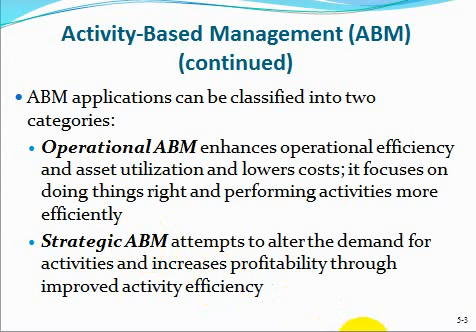 Activity-Based Management (ABM)
(continued)
• ABM applications can be classified into two
categories:
• Operational ABM enhances operational efficiency
and asset utilization and lowers costs; it focuses on
doing things right and performing activities more
efficiently
• Strategic ABM attempts to alter the demand for
activities and increases profitability through
improved activity efficiency
5-3